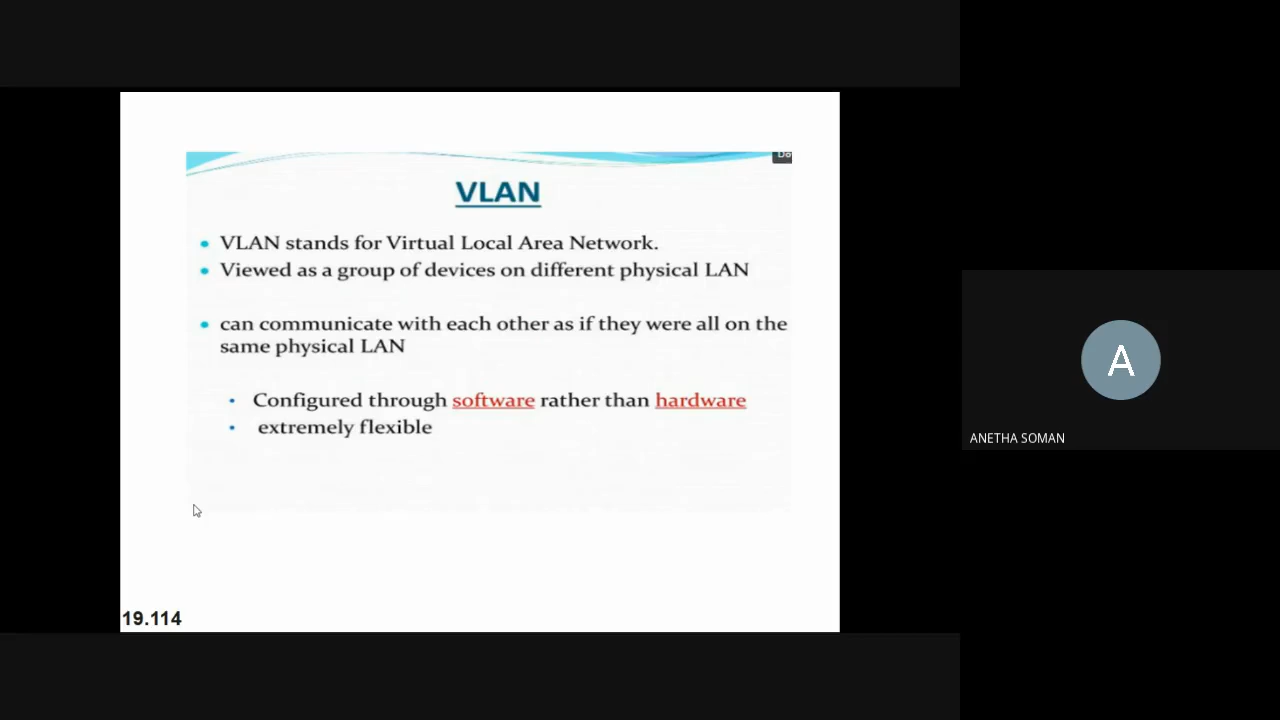 VLAN
VLAN stands for Virtual Local Area Network.
Viewed as a group of devices on different physical LAN
can communicate with each other as if they were all on the
same physical LAN
Configured through software rather than hardware
extremely flexible
19.114
A
ANETHA SOMAN